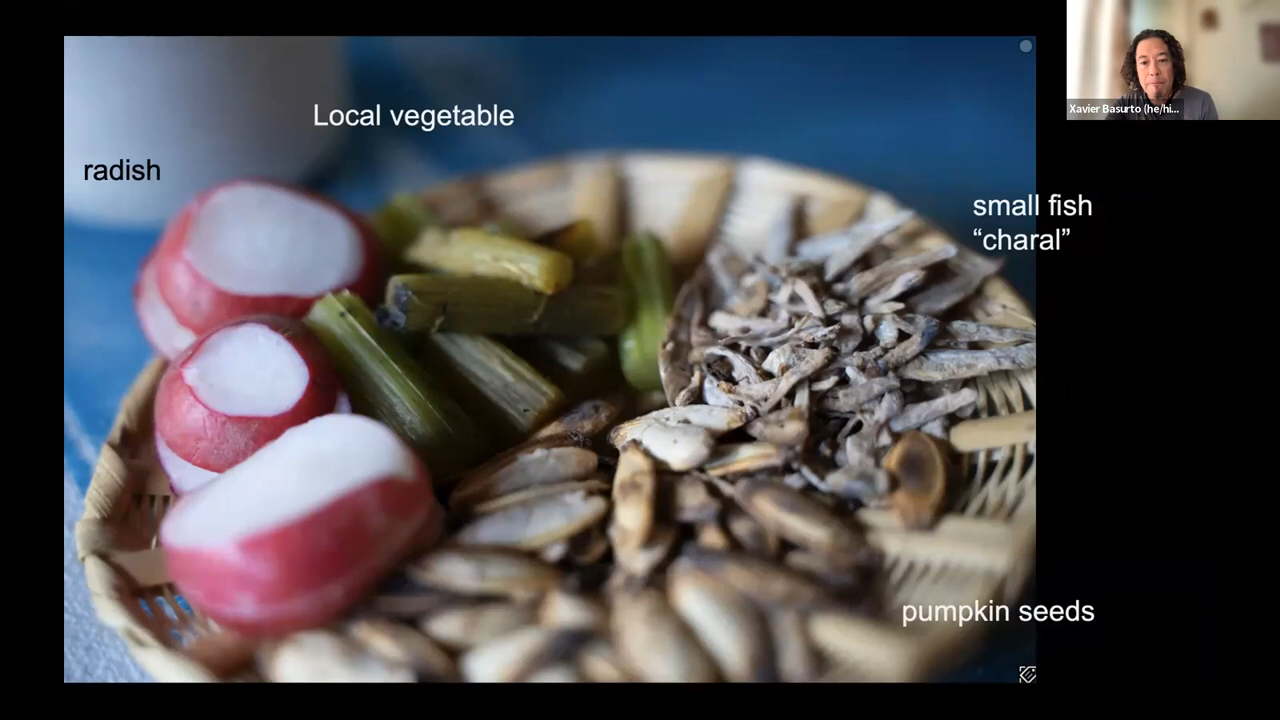 Xavier Basurto (he/hi...
Local vegetable
radish
small fish
“charal”
pumpkin seeds